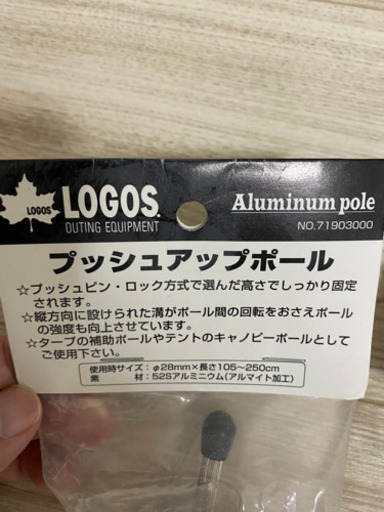 LOGOS
LOGOS.
OUTING EQUIPMENT
Aluminum pole
NO.71903000
プッシュアップポール
☆プッシュピン・ロック方式で選んだ高さでしっかり固定
されます。
☆縦方向に設けられた溝がポール間の回転をおさえポール
の強度も向上させています。
☆タープの補助ポールやテントのキャノピーポールとして
ご使用下さい。
使用時サイズ：φ28mm×長さ105～250cm
素　　　材：52Sアルミニウム(アルマイト加工)